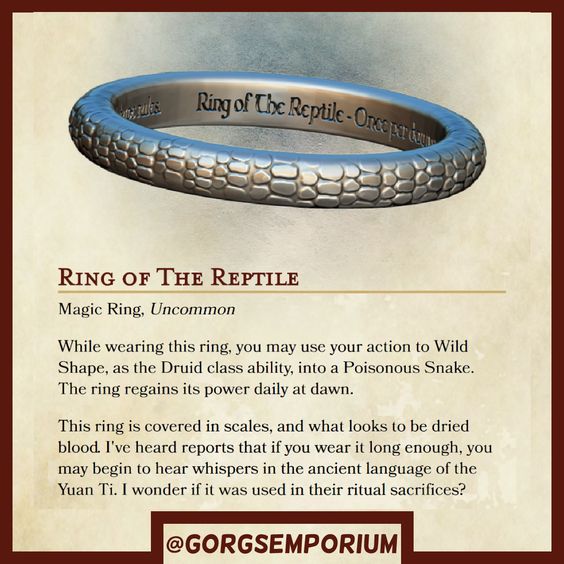 Ring of The Reptile - Once per
RING OF THE REPTILE
Magic Ring, Uncommon
While wearing this ring, you may use your action to Wild
Shape, as the Druid class ability, into a Poisonous Snake.
The ring regains its power daily at dawn.
This ring is covered in scales, and what looks to be dried
blood. I've heard reports that if you wear it long enough, you
may begin to hear whispers in the ancient language of the
Yuan Ti. I wonder if it was used in their ritual sacrifices?
@GORGSEMPORIUM